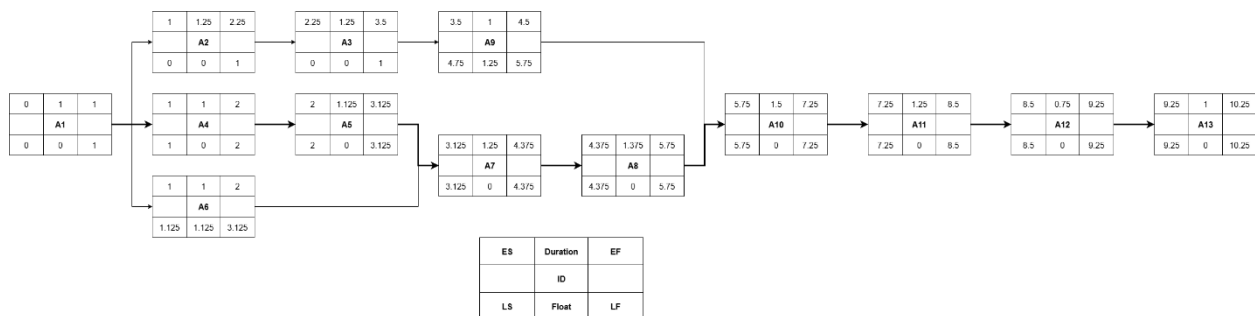 1 1.25 2.25
A2
0 0 1
2.25 1.25 3.5
A3
0 0 1
3.5 1 4.5
A9
4.75 1.25 5.75
0 1 1
A1
0 0 1
1 1 2
A4
1 0 2
2 1.125 3.125
A5
2 0 3.125
5.75 1.5 7.25
A10
5.75 0 7.25
7.25 1.25 8.5
A11
7.25 0 8.5
8.5 0.75 9.25
A12
8.5 0 9.25
9.25 1 10.25
A13
9.25 0 10.25
3.125 1.25 4.375
A7
3.125 0 4.375
4.375 1.375 5.75
A8
4.375 0 5.75
1 1 2
A6
1.125 1.125 3.125
ES Duration EF
ID
LS Float LF